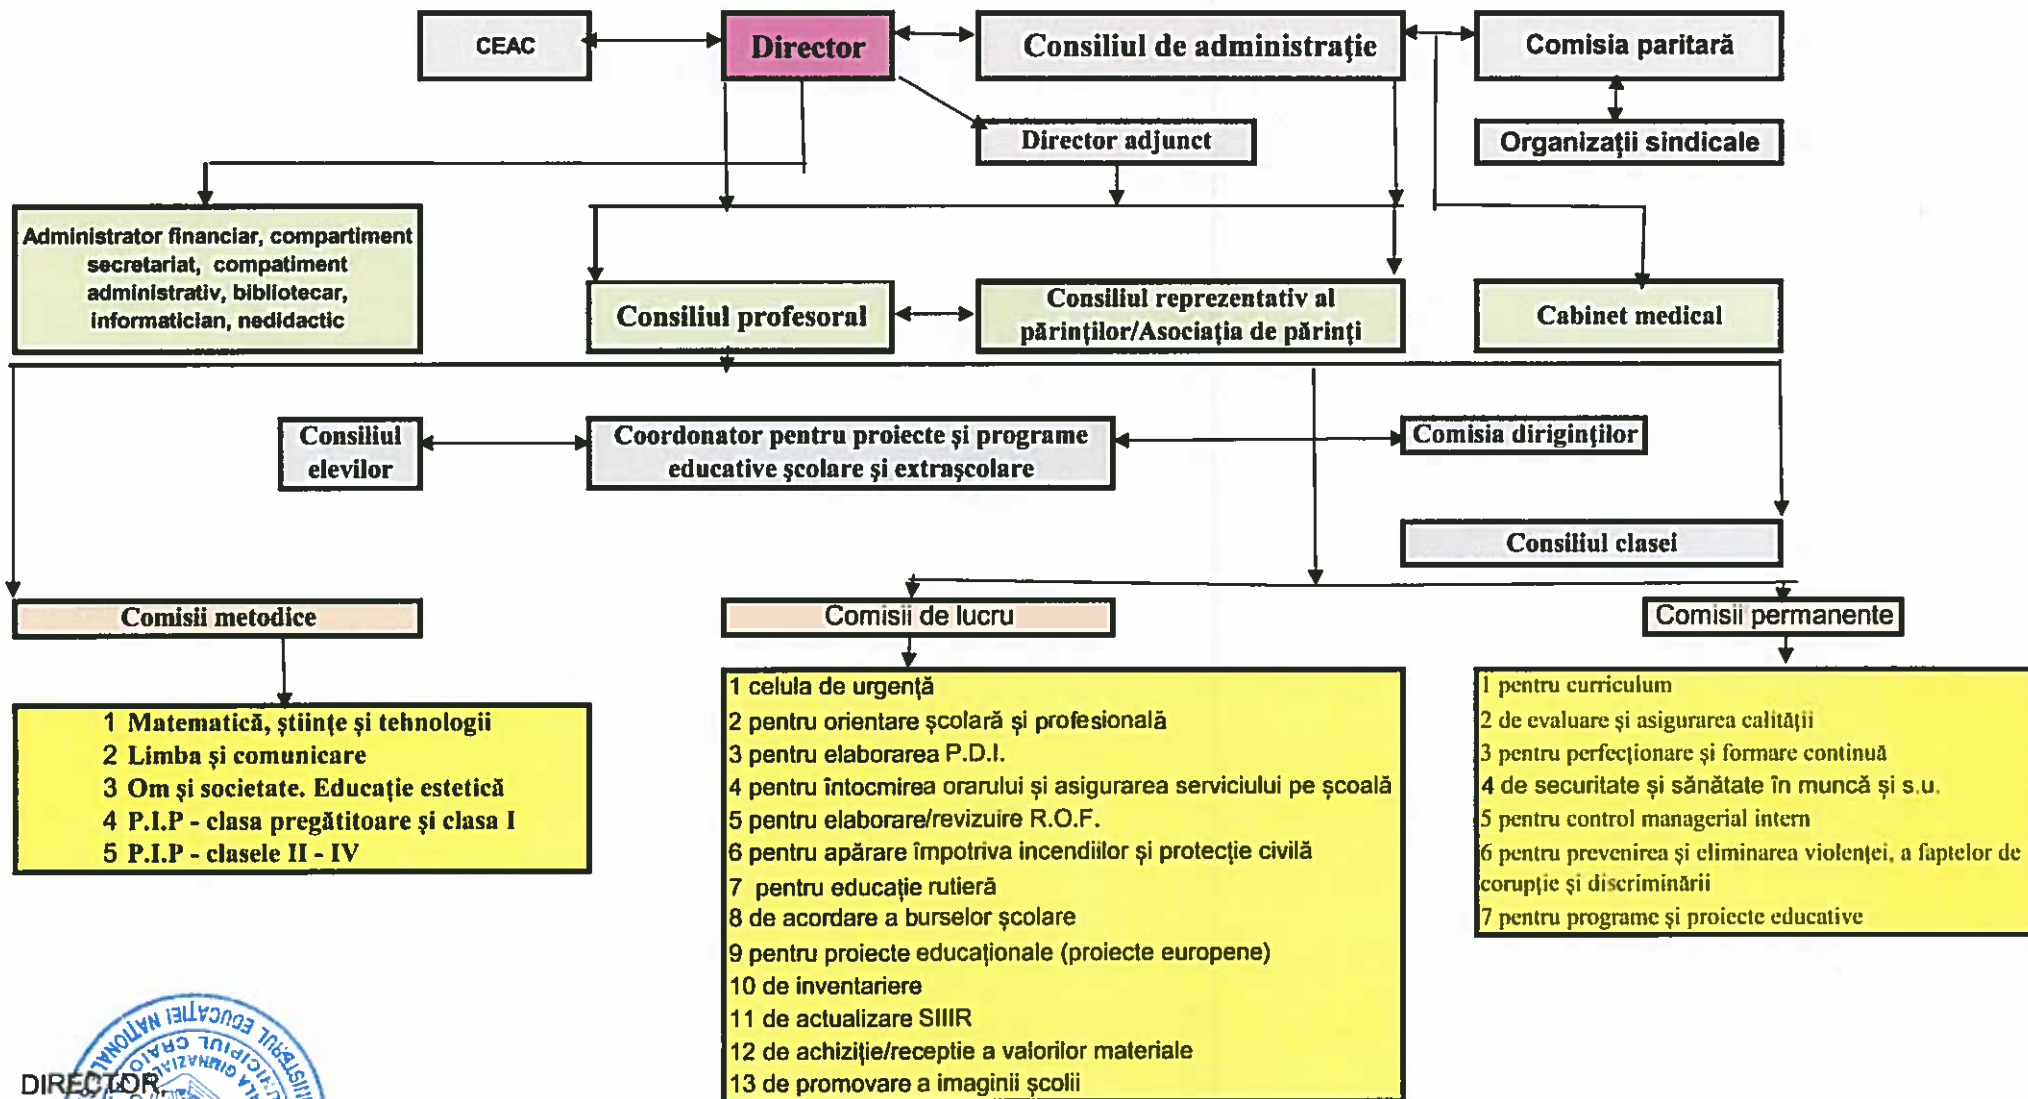 CEAC
Director
Consiliul de administrație
Comisia paritară
Director adjunct
Organizații sindicale
Administrator financiar, compartiment
secretariat, compatiment
administrativ, bibliotecar,
informatician, nedidactic
Consiliul profesoral
Consiliul reprezentativ al
părinților/Asociația de părinți
Cabinet medical
Consiliul
elevilor
Coordonator pentru proiecte și programe
educative școlare și extrașcolare
Comisia diriginților
Consiliul clasei
Comisii metodice
Comisii de lucru
Comisii permanente
1 Matematică, științe și tehnologii
2 Limba și comunicare
3 Om și societate. Educație estetică
4 P.I.P - clasa pregătitoare și clasa I
5 P.I.P - clasele II - IV
1 celula de urgență
2 pentru orientare școlară și profesională
3 pentru elaborarea P.D.I.
4 pentru întocmirea orarului și asigurarea serviciului pe școală
5 pentru elaborare/revizuire R.O.F.
6 pentru apărare împotriva incendiilor și protecție civilă
7 pentru educație rutieră
8 de acordare a burselor școlare
9 pentru proiecte educaționale (proiecte europene)
10 de inventariere
11 de actualizare SIIIR
12 de achiziție/receptie a valorilor materiale
13 de promovare a imaginii școlii
1 pentru curriculum
2 de evaluare și asigurarea calității
3 pentru perfecționare și formare continuă
4 de securitate și sănătate în muncă și s.u.
5 pentru control managerial intern
6 pentru prevenirea și eliminarea violenței, a faptelor de
corupție și discriminării
7 pentru programe și proiecte educative
DIRECTOR,
EDUCAȚIEI